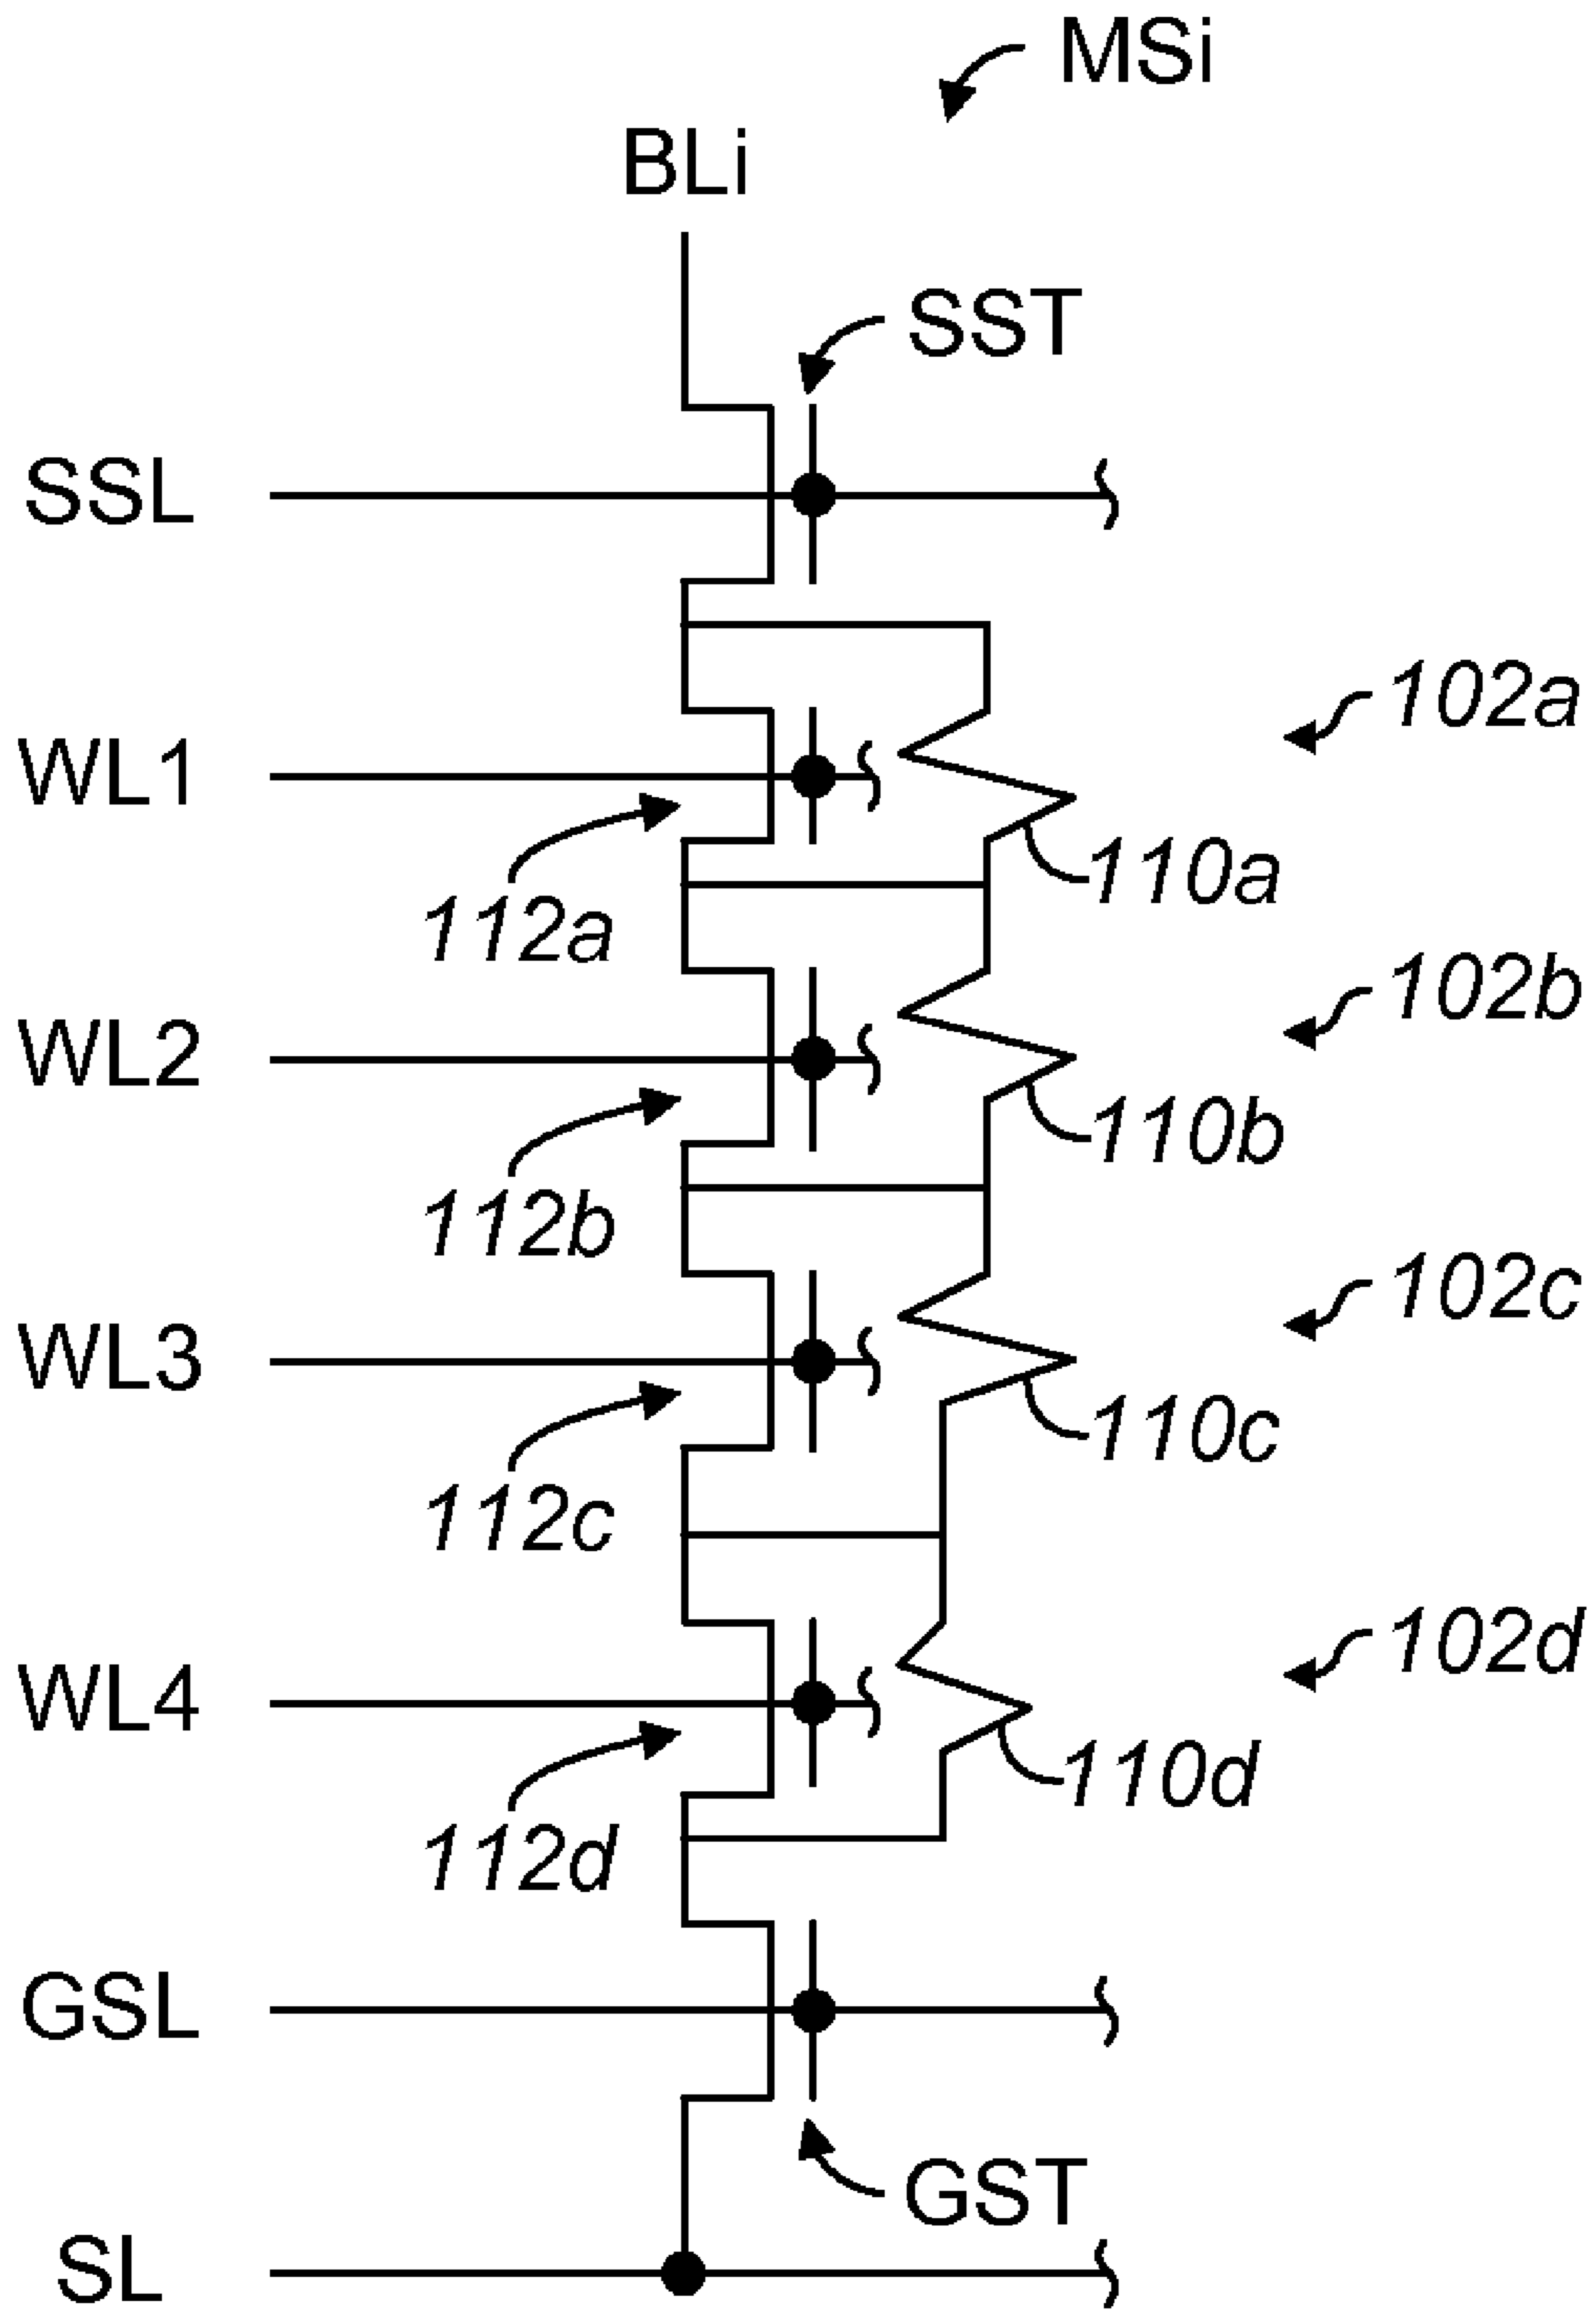 MSi
BLi
SST
SSL
102a
WL1
110a
112a
102b
WL2
110b
112b
102c
WL3
110c
112c
102d
WL4
110d
112d
GSL
GST
SL